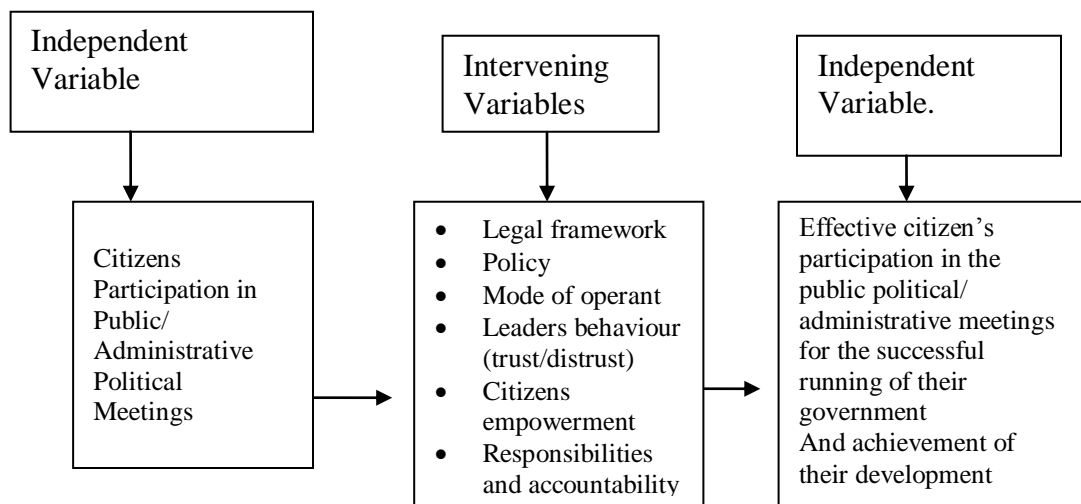 Independent
Variable
Intervening
Variables
Independent
Variable.
Citizens
Participation in
Public/
Administrative
Political
Meetings
• Legal framework
• Policy
• Mode of operant
• Leaders behaviour
(trust/distrust)
• Citizens
empowerment
• Responsibilities
and accountability
Effective citizen’s
participation in the
public political/
administrative meetings
for the successful
running of their
government
And achievement of
their development